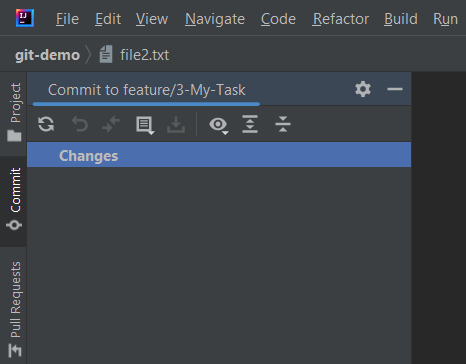 IJ File Edit View Navigate Code Refactor Build Run
git-demo file2.txt
Project
Commit to feature/3-My-Task
Changes
Commit
Pull Requests